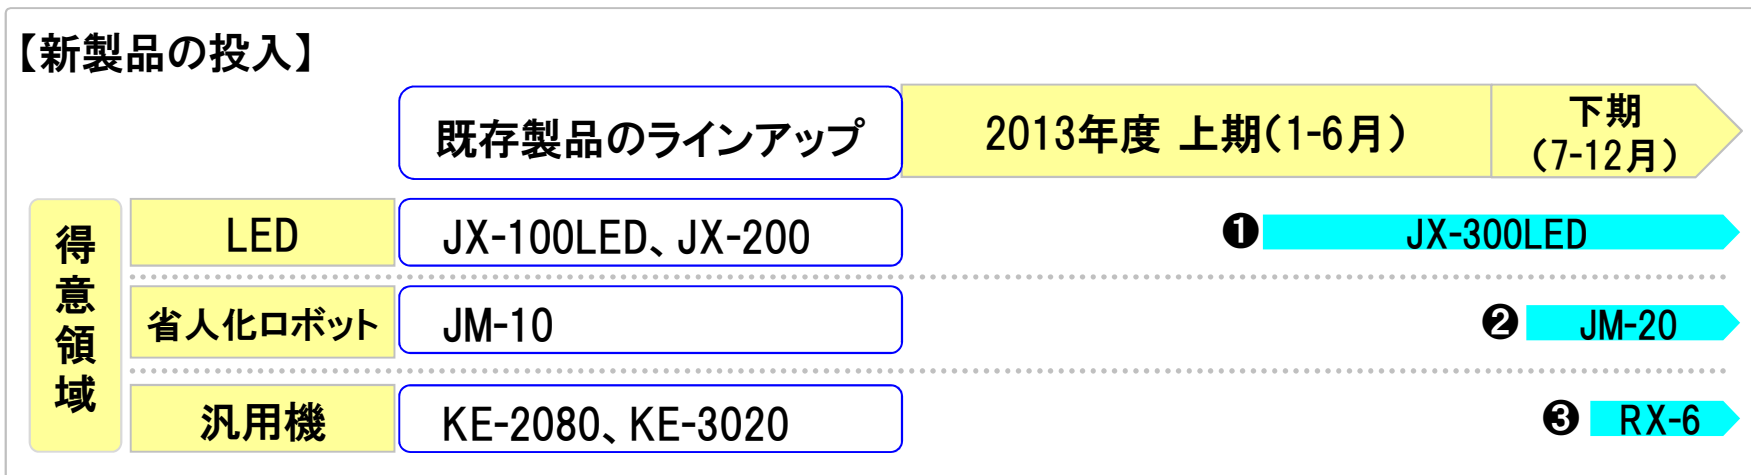 【新製品の投入】
既存製品のラインアップ
2013年度 上期(1-6月)
下期
(7-12月)
得意領域
LED
JX-100LED、JX-200
❶
JX-300LED
省人化ロボット
JM-10
❷
JM-20
汎用機
KE-2080、KE-3020
❸
RX-6